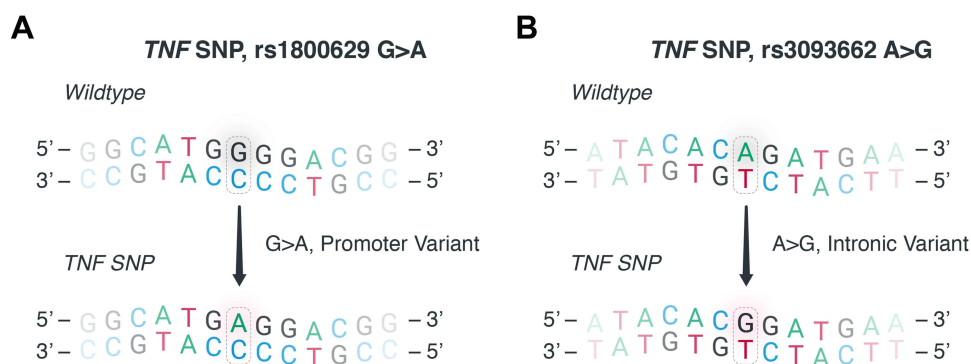 A
TNF SNP, rs1800629 G>A
Wildtype
5’ – G G C A T G G G G A C G G – 3’
3’ – C C G T A C C C C T G C C – 5’
G>A, Promoter Variant
TNF SNP
5’ – G G C A T G A G G A C G G – 3’
3’ – C C G T A C C C C T G C C – 5’
B
TNF SNP, rs3093662 A>G
Wildtype
5’ – A T A C A C A G A T G A A – 3’
3’ – T A T G T G T C T A C T T – 5’
A>G, Intronic Variant
TNF SNP
5’ – A T A C A C G G A T G A A – 3’
3’ – T A T G T G T C T A C T T – 5’